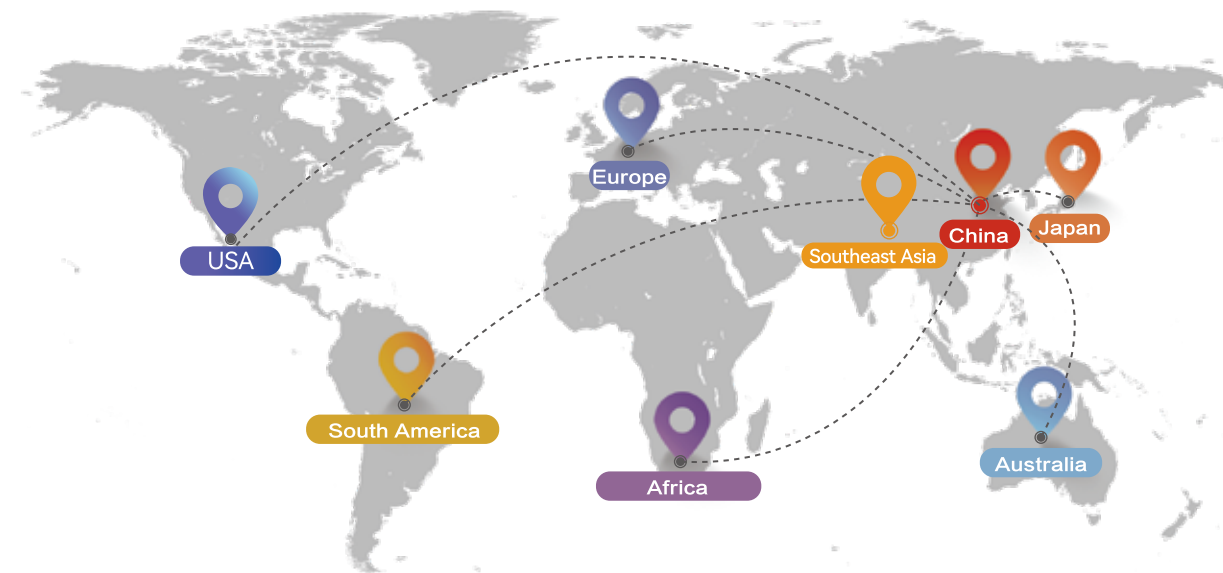 Europe
China
Japan
Southeast Asia
USA
South America
Australia
Africa